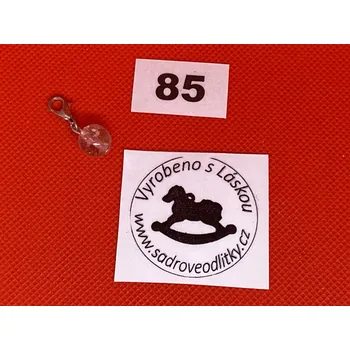 85
Vyrobeno s Láskou
www.sadroveodlitky.cz